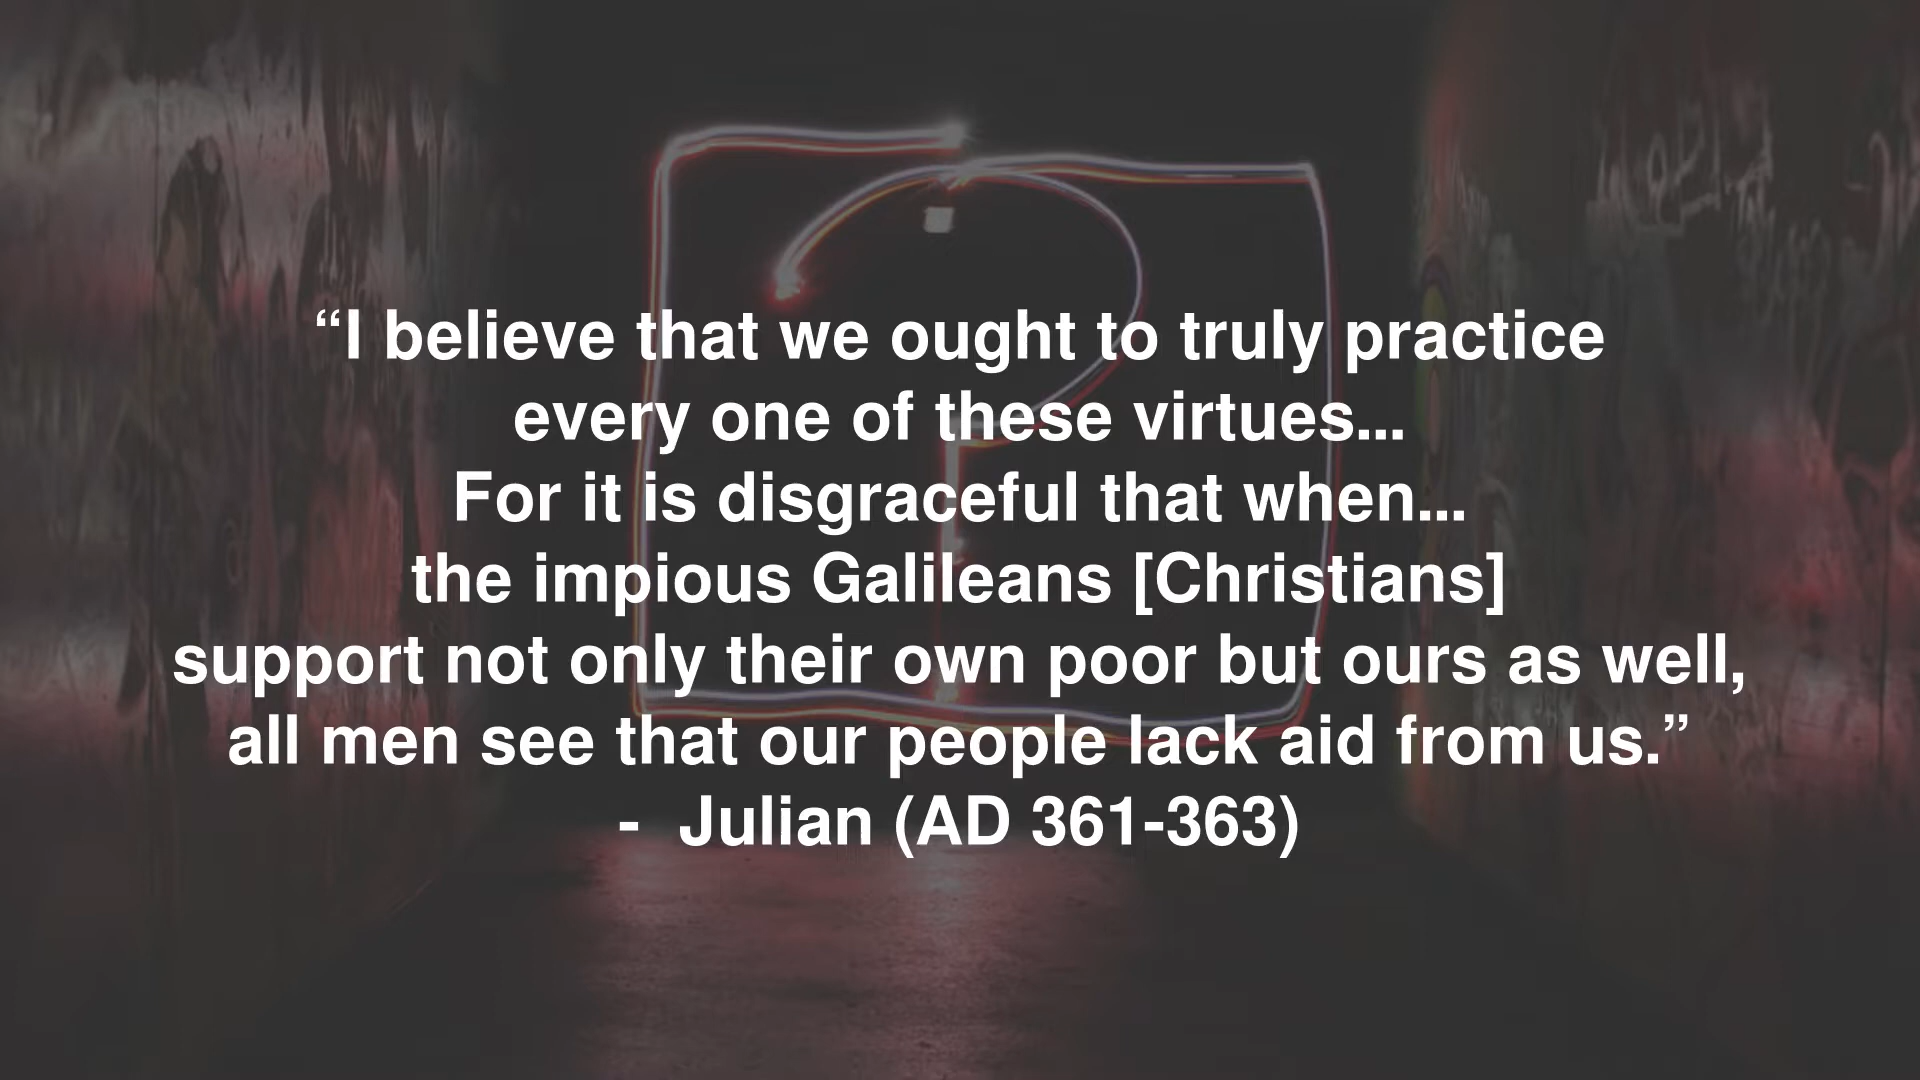 “I believe that we ought to truly practice
every one of these virtues...
For it is disgraceful that when...
the impious Galileans [Christians]
support not only their own poor but ours as well,
all men see that our people lack aid from us.”
- Julian (AD 361-363)